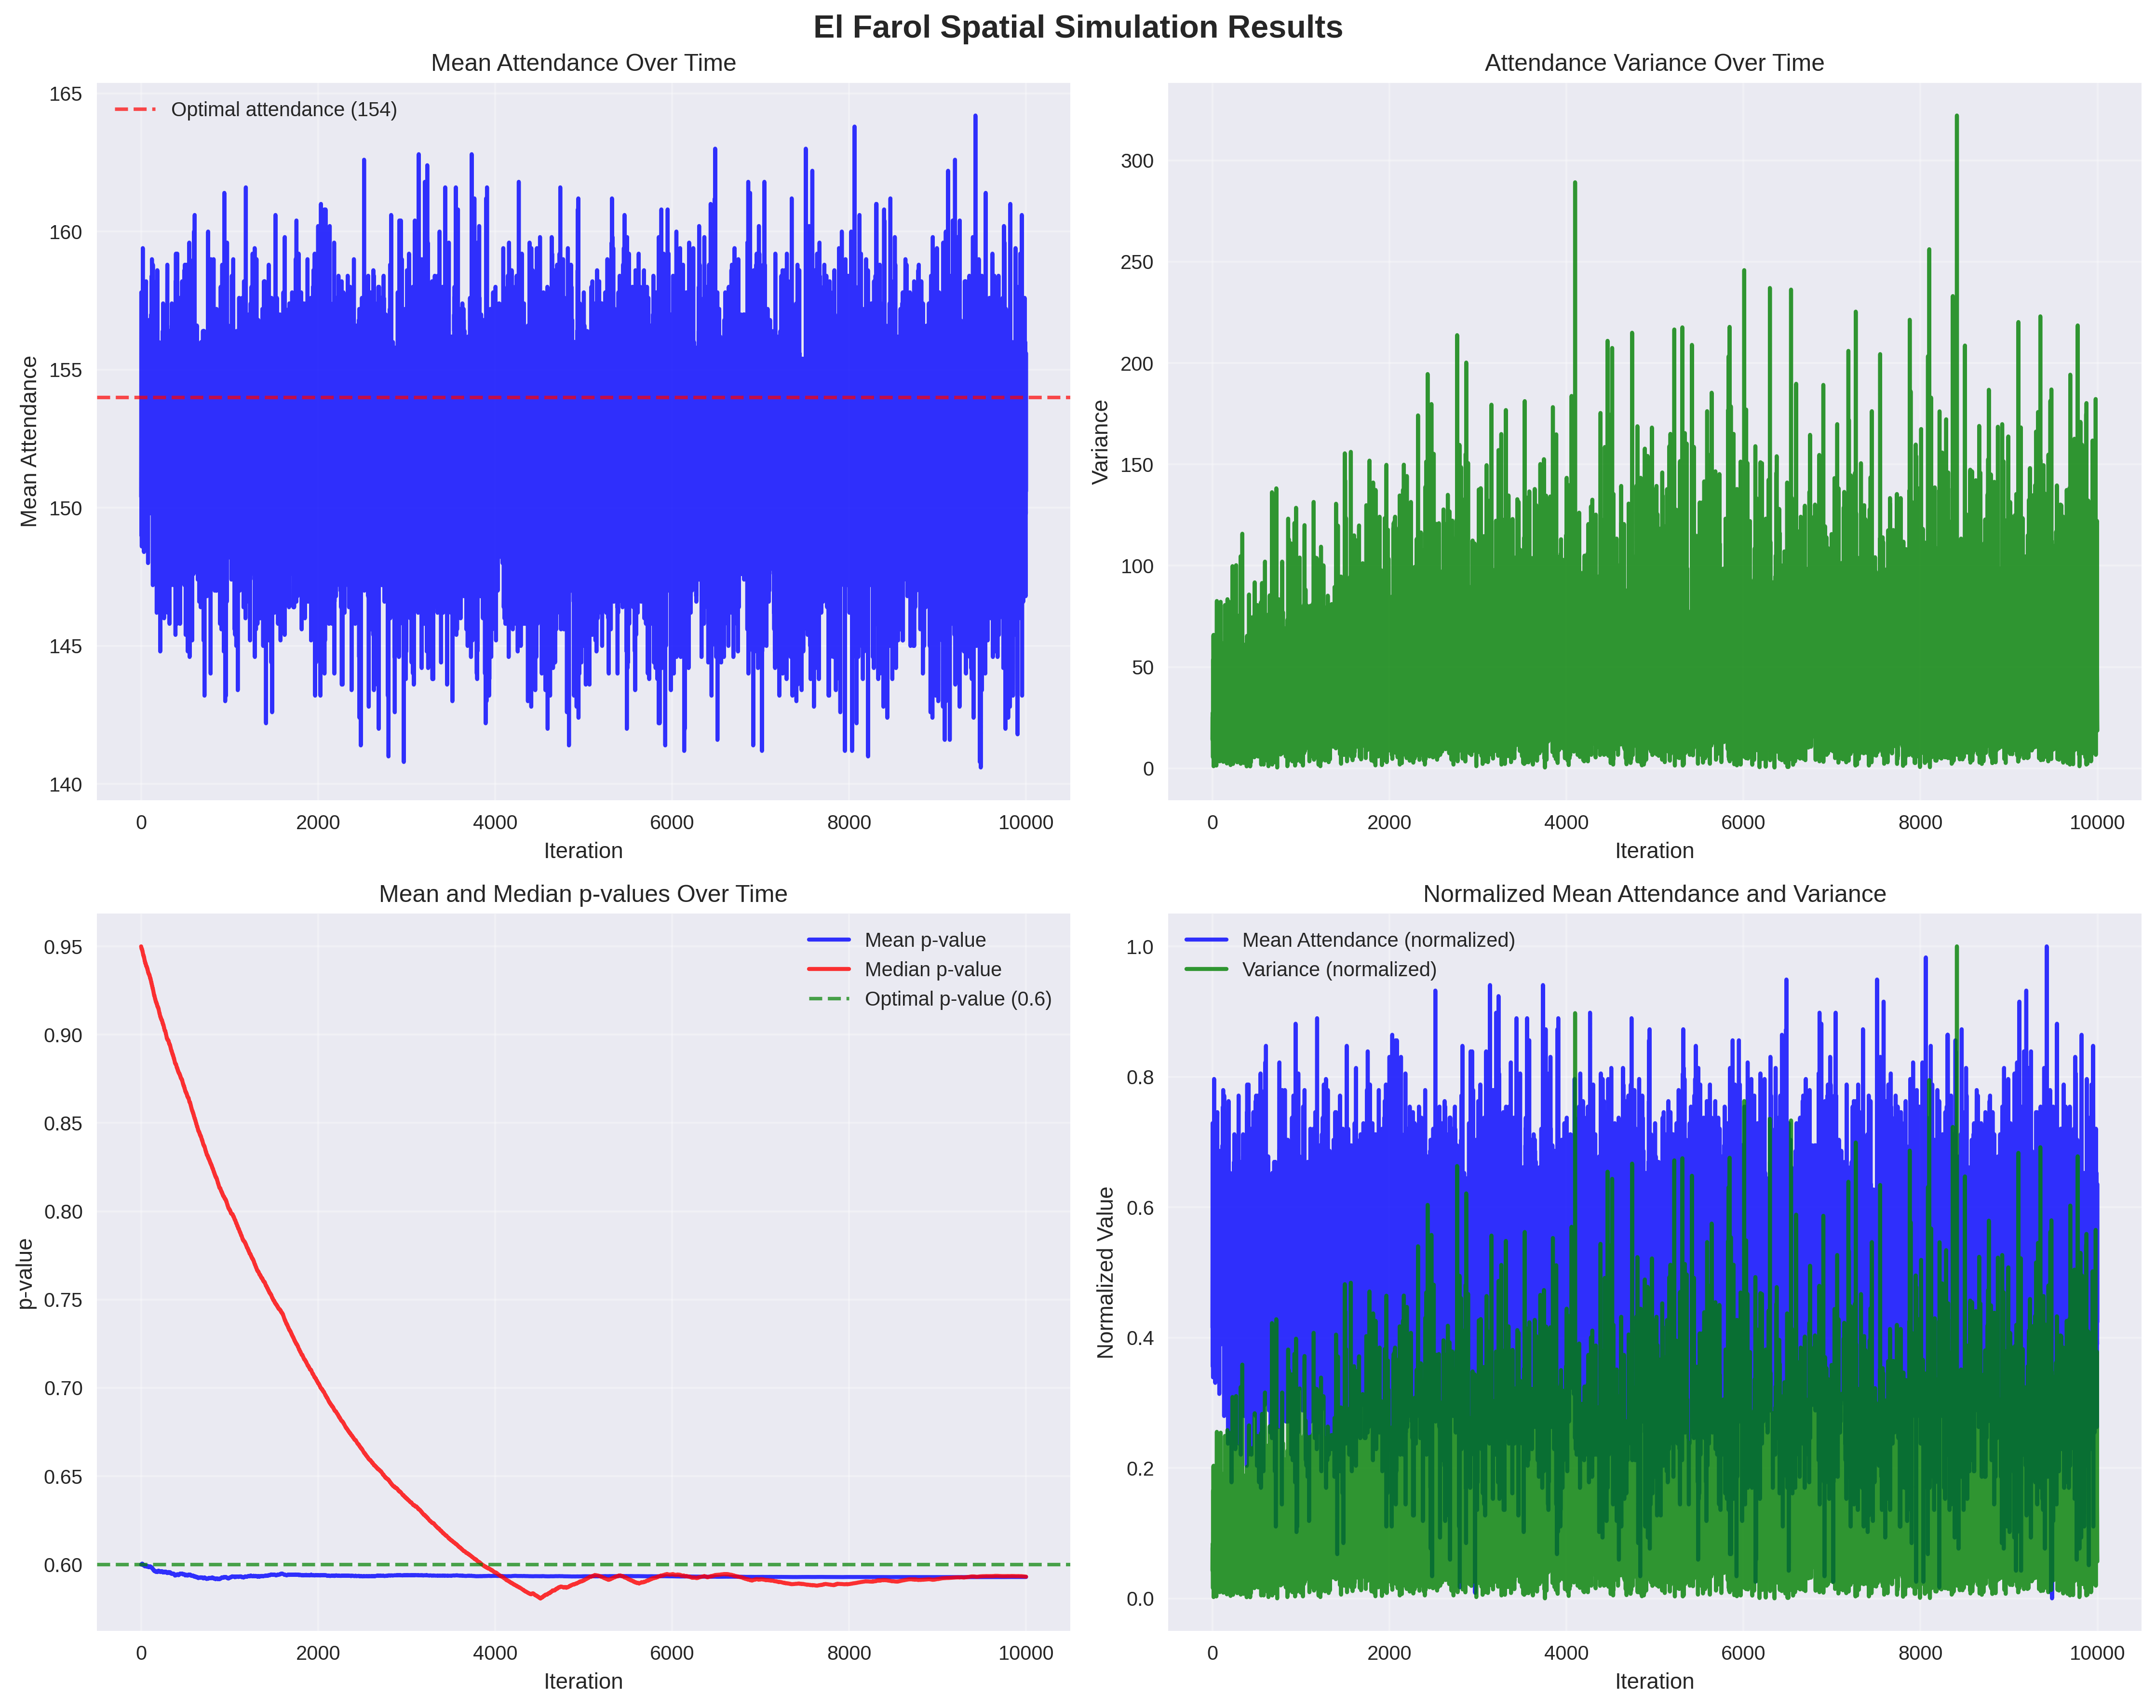 El Farol Spatial Simulation Results
Mean Attendance Over Time
Optimal attendance (154)
Mean Attendance
165
160
155
150
145
140
0 2000 4000 6000 8000 10000
Iteration
Attendance Variance Over Time
Variance
300
250
200
150
100
50
0
0 2000 4000 6000 8000 10000
Iteration
Mean and Median p-values Over Time
Mean p-value
Median p-value
Optimal p-value (0.6)
p-value
0.95
0.90
0.85
0.80
0.75
0.70
0.65
0.60
0 2000 4000 6000 8000 10000
Iteration
Normalized Mean Attendance and Variance
Mean Attendance (normalized)
Variance (normalized)
Normalized Value
1.0
0.8
0.6
0.4
0.2
0.0
0 2000 4000 6000 8000 10000
Iteration